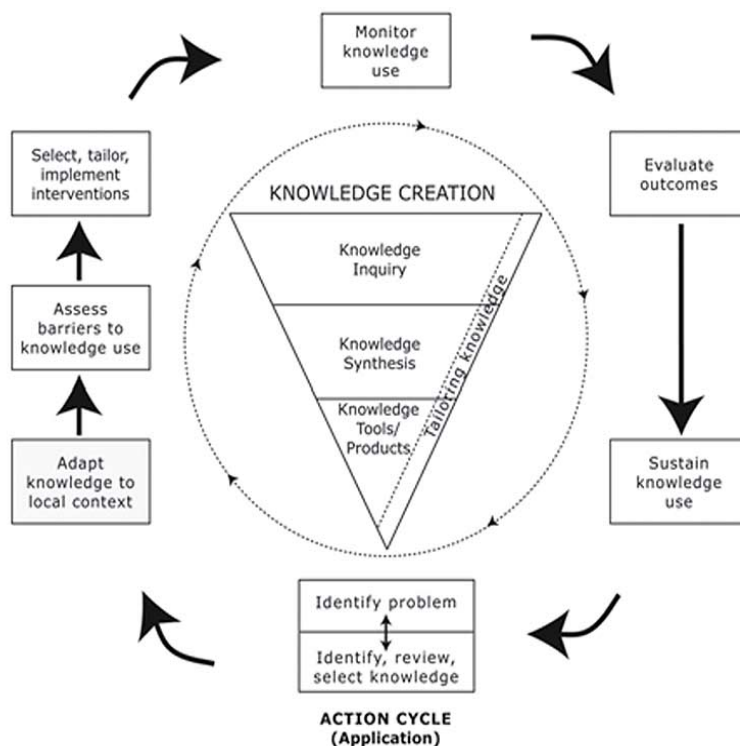 Monitor
knowledge
use
Select, tailor,
implement
interventions
Evaluate
outcomes
KNOWLEDGE CREATION
Knowledge
Inquiry
Assess
barriers to
knowledge use
Knowledge
Synthesis
Tailoring knowledge
Knowledge
Tools/
Products
Adapt
knowledge to
local context
Sustain
knowledge
use
Identify problem
Identify, review,
select knowledge
ACTION CYCLE
(Application)